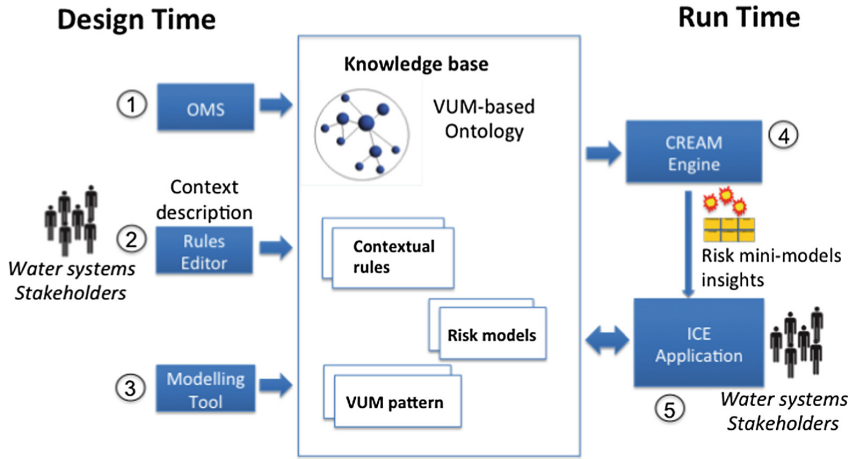 Design Time
Run Time
Knowledge base
VUM-based
Ontology
1
OMS
4
CREAM
Engine
Context
description
2
Rules
Editor
Water systems
Stakeholders
Contextual
rules
Risk mini-models
insights
Risk models
ICE
Application
3
Modelling
Tool
VUM pattern
5
Water systems
Stakeholders